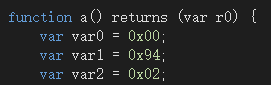 function a() returns (var r0) {
    var var0 = 0x00;
    var var1 = 0x94;
    var var2 = 0x02;